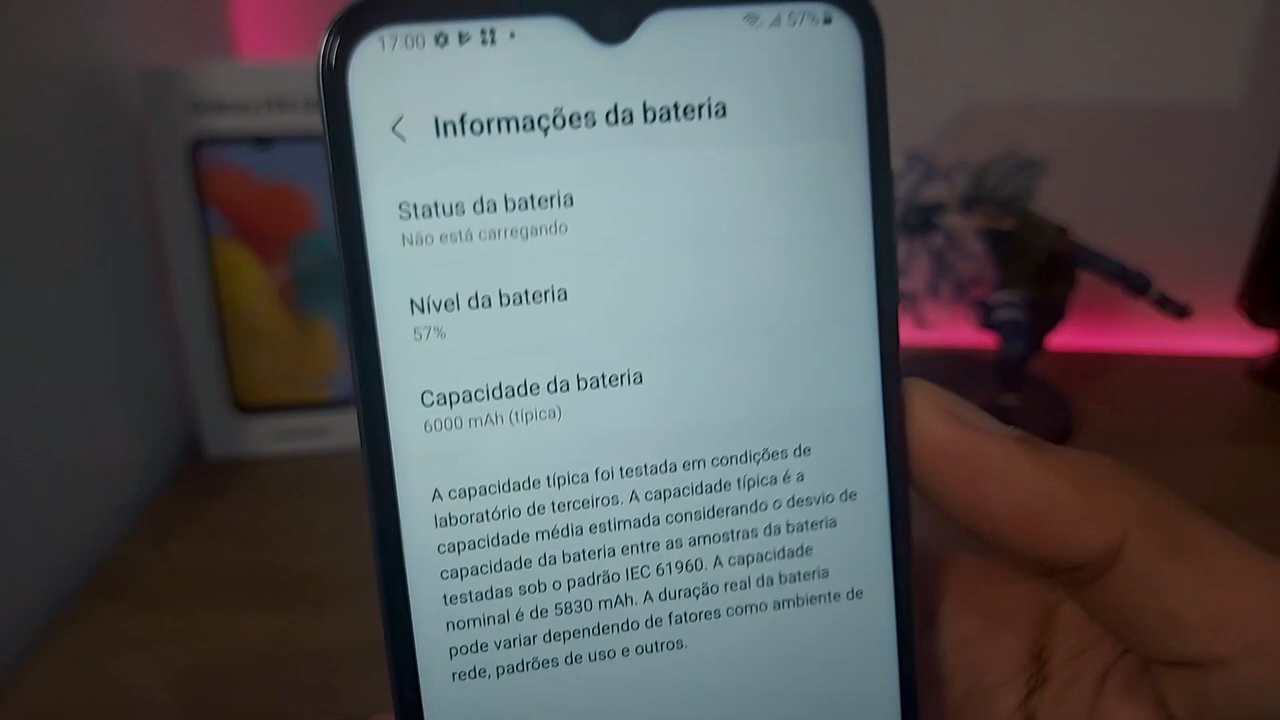 17:00
57%
Informações da bateria
Status da bateria
Não está carregando
Nível da bateria
57%
Capacidade da bateria
6000 mAh (típica)
A capacidade típica foi testada em condições de
laboratório de terceiros. A capacidade típica é a
capacidade média estimada considerando o desvio de
capacidade da bateria entre as amostras da bateria
testadas sob o padrão IEC 61960. A capacidade
nominal é de 5830 mAh. A duração real da bateria
pode variar dependendo de fatores como ambiente de
rede, padrões de uso e outros.